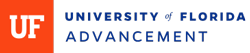 UF
UNIVERSITY of FLORIDA
ADVANCEMENT